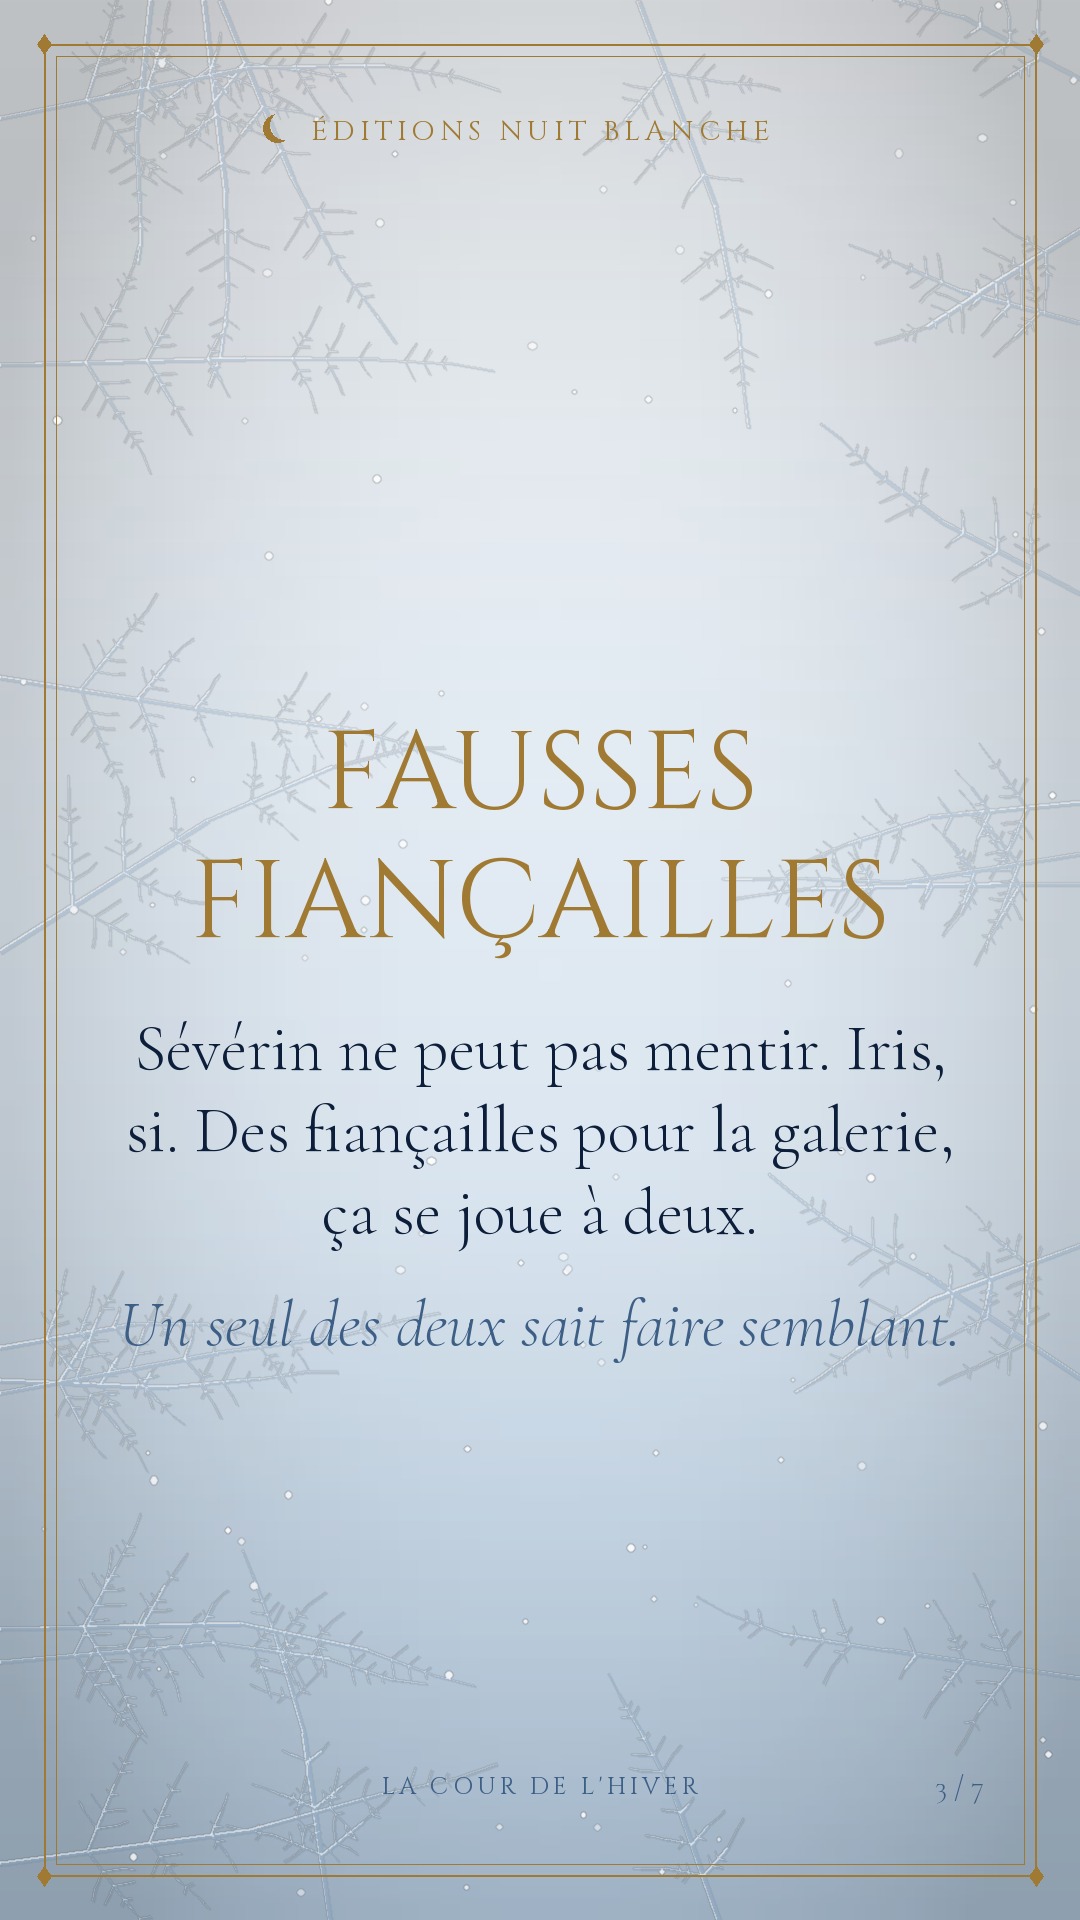 ÉDITIONS NUIT BLANCHE
FAUSSES
FIANÇAILLES
Sévérin ne peut pas mentir. Iris,
si. Des fiançailles pour la galerie,
ça se joue à deux.
Un seul des deux sait faire semblant.
LA COUR DE L'HIVER
3/7